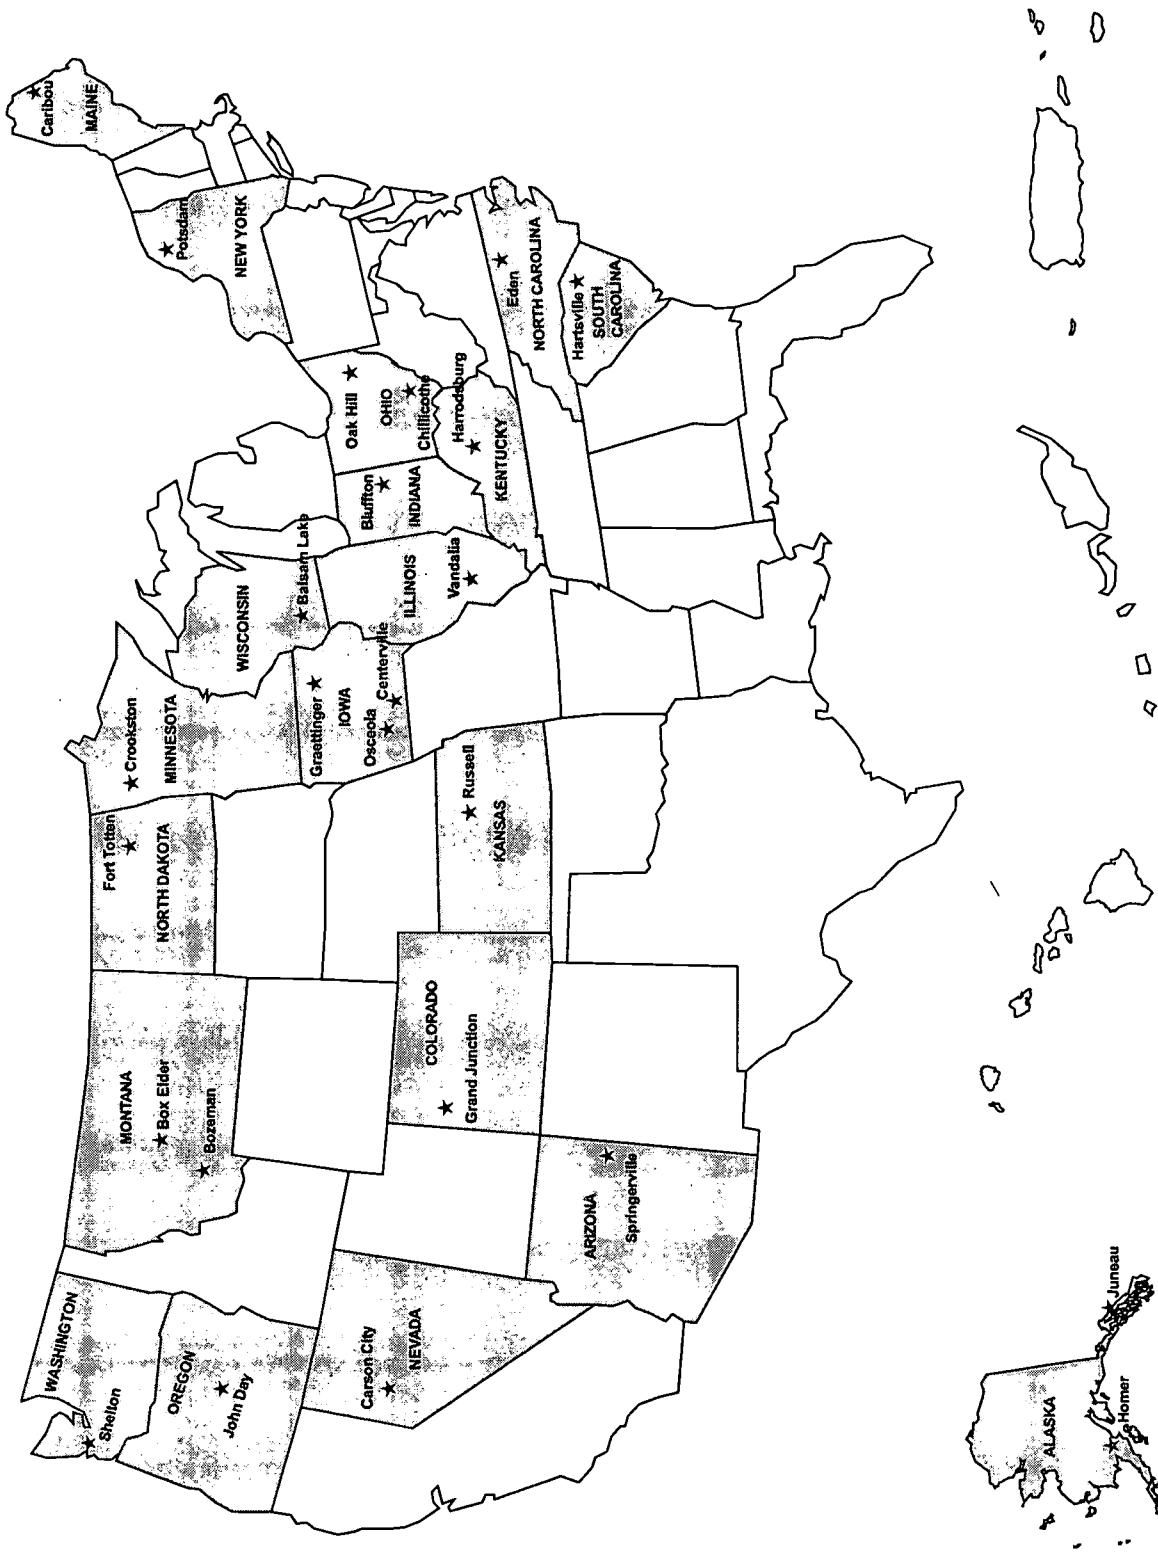 WASHINGTON
Shelton
OREGON
John Day
Carson City
NEVADA
MONTANA
Box Elder
Bozeman
Fort Totten
NORTH DAKOTA
Crookston
MINNESOTA
WISCONSIN
Balsam Lake
Graettinger
IOWA
Osceola
Centerville
ILLINOIS
Vandalia
Bluffton
INDIANA
Oak Hill
OHIO
Chillicothe
Harrodsburg
KENTUCKY
Potsdam
NEW YORK
Caribou
MAINE
Eden
NORTH CAROLINA
Hartsville
SOUTH
CAROLINA
COLORADO
Grand Junction
Russell
KANSAS
ARIZONA
Springerville
ALASKA
Homer
Juneau